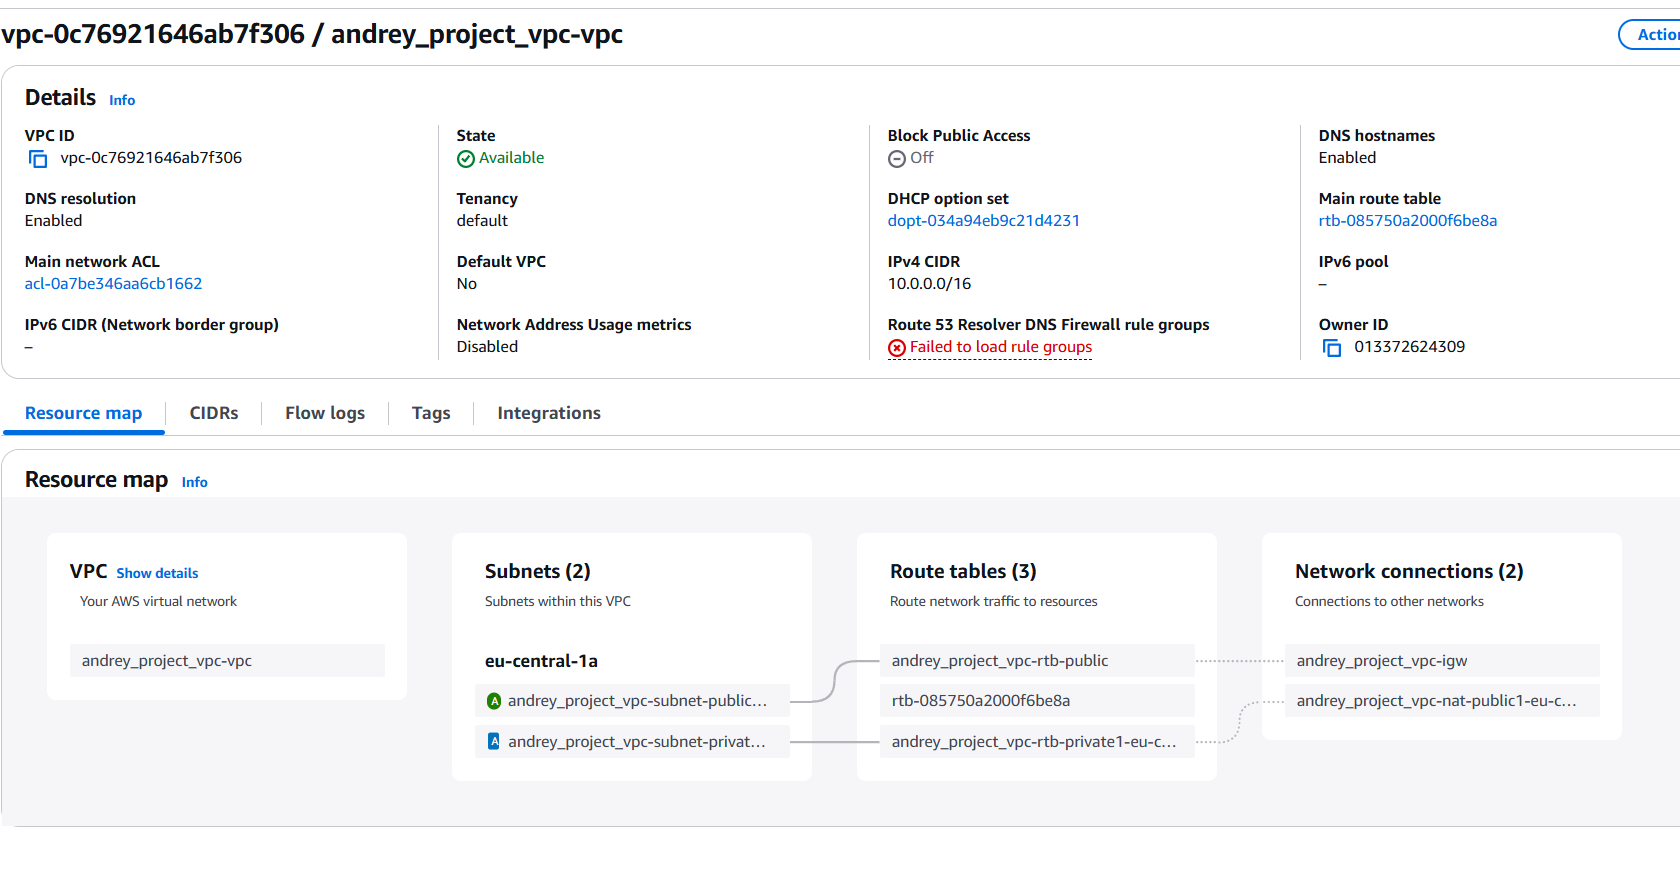 vpc-0c76921646ab7f306 / andrey_project_vpc-vpc
Action
Details Info
VPC ID
vpc-0c76921646ab7f306
State
Available
Block Public Access
Off
DNS hostnames
Enabled
DNS resolution
Enabled
Tenancy
default
DHCP option set
dopt-034a94eb9c21d4231
Main route table
rtb-085750a2000f6be8a
Main network ACL
acl-0a7be346aa6cb1662
Default VPC
No
IPv4 CIDR
10.0.0.0/16
IPv6 pool
–
IPv6 CIDR (Network border group)
–
Network Address Usage metrics
Disabled
Route 53 Resolver DNS Firewall rule groups
Failed to load rule groups
Owner ID
013372624309
Resource map
CIDRs
Flow logs
Tags
Integrations
Resource map Info
VPC Show details
Your AWS virtual network
andrey_project_vpc-vpc
Subnets (2)
Subnets within this VPC
eu-central-1a
A andrey_project_vpc-subnet-public...
A andrey_project_vpc-subnet-privat...
Route tables (3)
Route network traffic to resources
andrey_project_vpc-rtb-public
rtb-085750a2000f6be8a
andrey_project_vpc-rtb-private1-eu-c...
Network connections (2)
Connections to other networks
andrey_project_vpc-igw
andrey_project_vpc-nat-public1-eu-c...